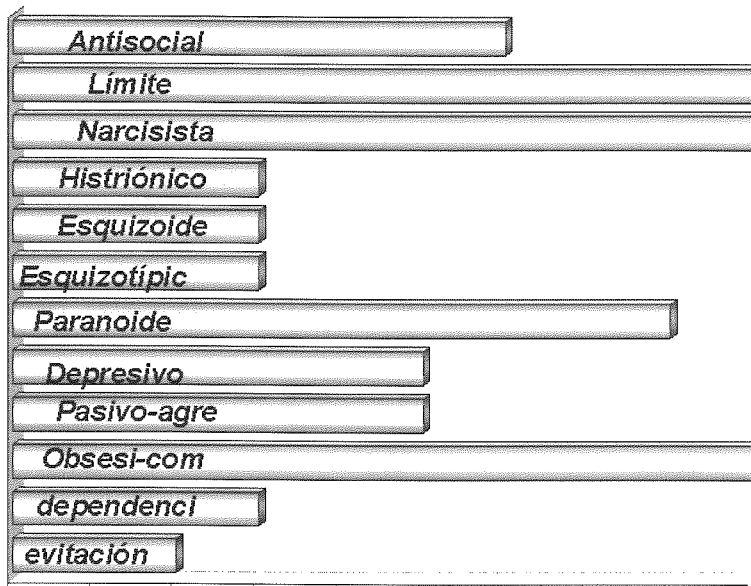 Antisocial
Límite
Narcisista
Histriónico
Esquizoide
Esquizotípic
Paranoide
Depresivo
Pasivo-agre
Obsesi-com
dependenci
evitación